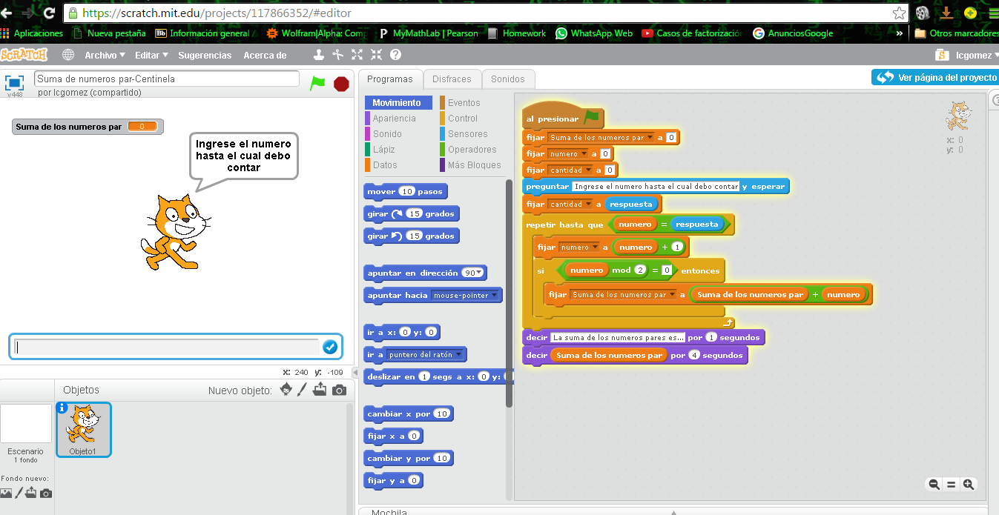 https://scratch.mit.edu/projects/117866352/#editor
Aplicaciones Nueva pestaña Bb Información general / Wolfram|Alpha: Com MyMathLab | Pearson Homework WhatsApp Web Casos de factorizació AnunciosGoogle » Otros marcadores
SCRATCH Archivo Editar Sugerencias Acerca de lcgomez
v448 Suma de numeros par-Centinela
por lcgomez (compartido)
Programas Disfraces Sonidos
Ver página del proyecto
Suma de los numeros par 0
Ingrese el numero
hasta el cual debo
contar
x: 240 y: -109
Objetos Nuevo objeto:
Objeto1
Escenario
1 fondo
Fondo nuevo:
Movimiento Eventos
Apariencia Control
Sonido Sensores
Lápiz Operadores
Datos Más Bloques
mover 10 pasos
girar 15 grados
girar 15 grados
apuntar en dirección 90
apuntar hacia mouse-pointer
ir a x: 0 y: 0
ir a puntero del ratón
deslizar en 1 segs a x: 0 y:
cambiar x por 10
fijar x a 0
cambiar y por 10
fijar y a 0
al presionar
fijar Suma de los numeros par a 0
fijar numero a 0
fijar cantidad a 0
preguntar Ingrese el numero hasta el cual debo contar y esperar
fijar cantidad a respuesta
repetir hasta que numero = respuesta
fijar numero a numero + 1
si numero mod 2 = 0 entonces
fijar Suma de los numeros par a Suma de los numeros par + numero
decir La suma de los numeros pares es... por 1 segundos
decir Suma de los numeros par por 4 segundos
x: 0
y: 0
Mochila